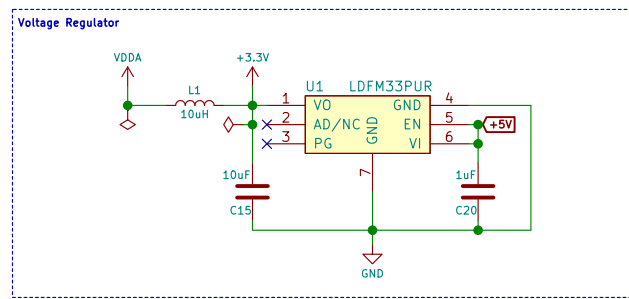 Voltage Regulator
VDDA
+3.3V
L1
10uH
U1
LDFM33PUR
1
VO
GND
4
2
AD/NC
EN
5
+5V
3
PG
GND
VI
6
7
10uF
C15
1uF
C20
GND